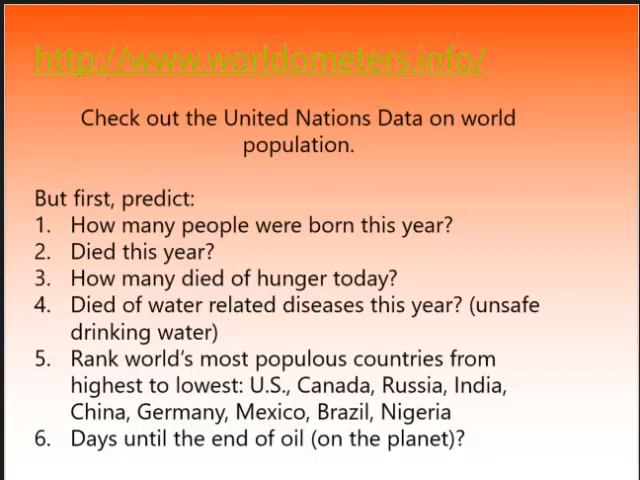 http://www.worldometers.info/
Check out the United Nations Data on world
population.
But first, predict:
1. How many people were born this year?
2. Died this year?
3. How many died of hunger today?
4. Died of water related diseases this year? (unsafe
drinking water)
5. Rank world's most populous countries from
highest to lowest: U.S., Canada, Russia, India,
China, Germany, Mexico, Brazil, Nigeria
6. Days until the end of oil (on the planet)?